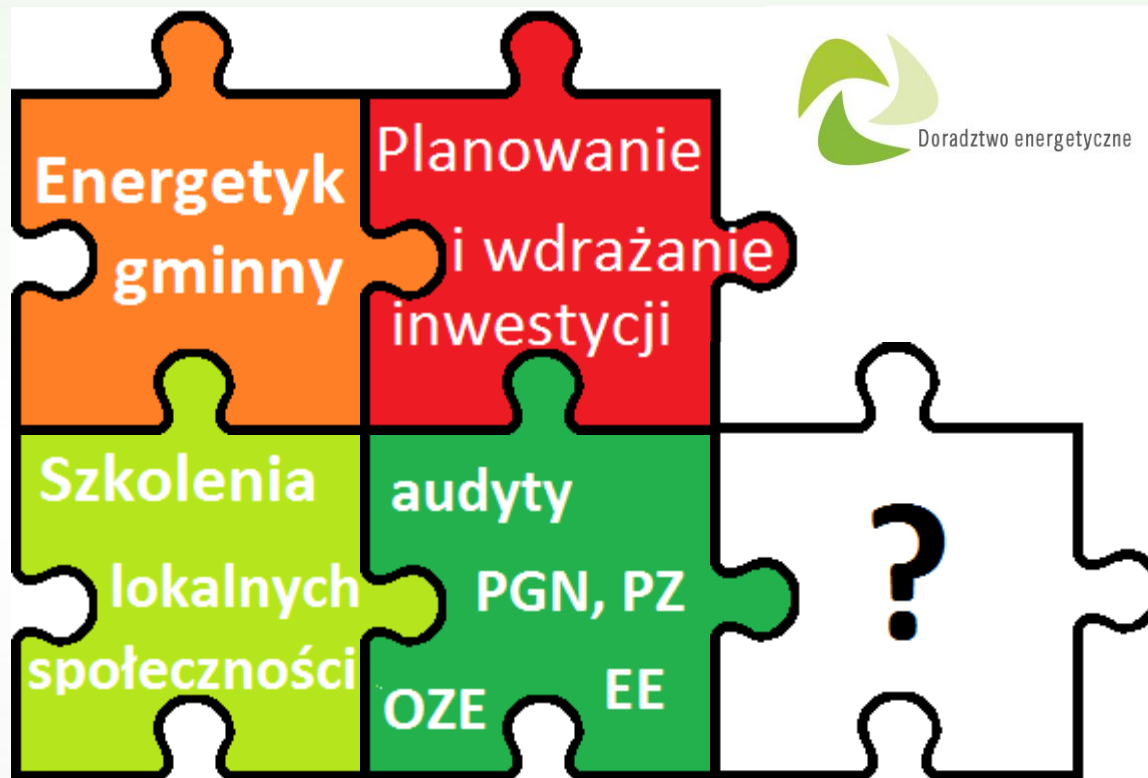 Energetyk
gminny
Planowanie
i wdrażanie
inwestycji
Doradztwo energetyczne
Szkolenia
lokalnych
społeczności
audyty
PGN, PZ
OZE
EE
?